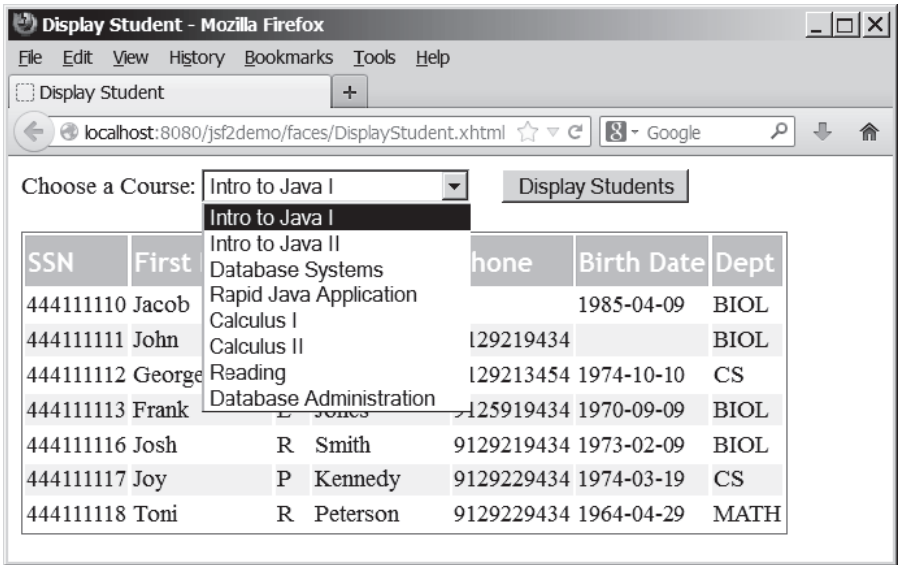 Display Student - Mozilla Firefox
File Edit View History Bookmarks Tools Help
Display Student +
localhost:8080/jsf2demo/faces/DisplayStudent.xhtml 8 Google
Choose a Course: Intro to Java I Display Students
Intro to Java I
Intro to Java II
Database Systems
Rapid Java Application
Calculus I
Calculus II
Reading
Database Administration
SSN First hone Birth Date Dept
444111110 Jacob 1985-04-09 BIOL
444111111 John 129219434 BIOL
444111112 George 129213454 1974-10-10 CS
444111113 Frank E Jones 9125919434 1970-09-09 BIOL
444111116 Josh R Smith 9129219434 1973-02-09 BIOL
444111117 Joy P Kennedy 9129229434 1974-03-19 CS
444111118 Toni R Peterson 9129229434 1964-04-29 MATH